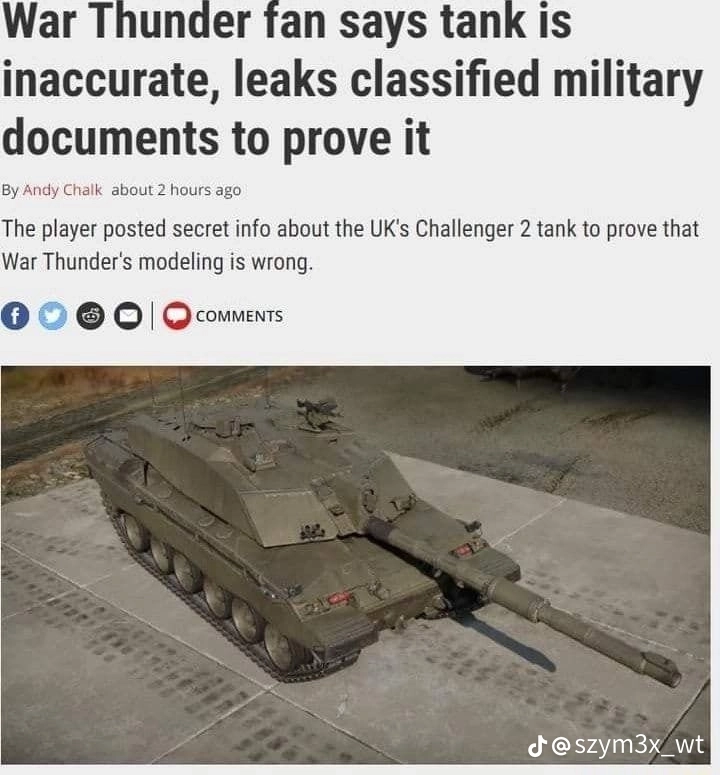 War Thunder fan says tank is
inaccurate, leaks classified military
documents to prove it
By Andy Chalk about 2 hours ago
The player posted secret info about the UK's Challenger 2 tank to prove that
War Thunder's modeling is wrong.
f
COMMENTS
@szym3x_wt